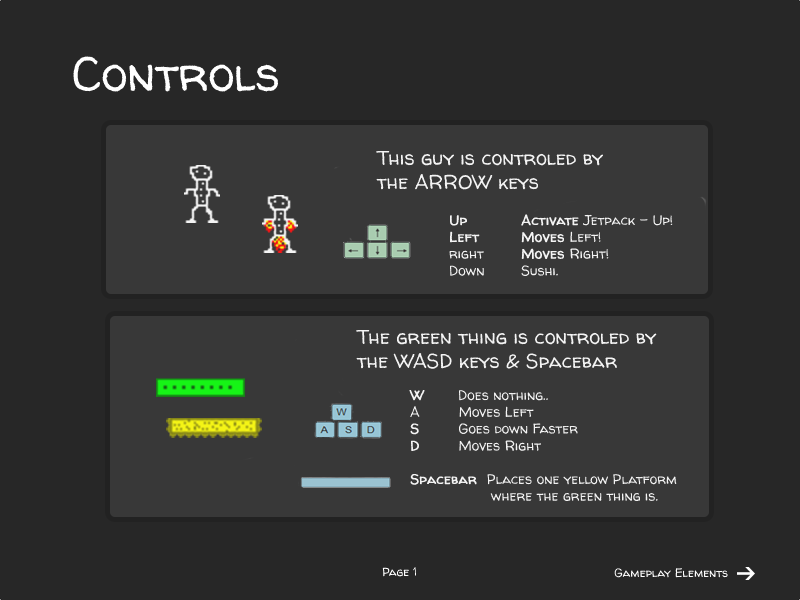 Controls
This guy is controled by
the ARROW keys
Up Activate Jetpack - Up!
Left Moves Left!
right Moves Right!
Down Sushi.
↑
← ↓ →
The green thing is controled by
the WASD keys & Spacebar
W Does nothing..
A Moves Left
S Goes down Faster
D Moves Right
W
A S D
Spacebar Places one yellow Platform
where the green thing is.
Page 1
Gameplay Elements →